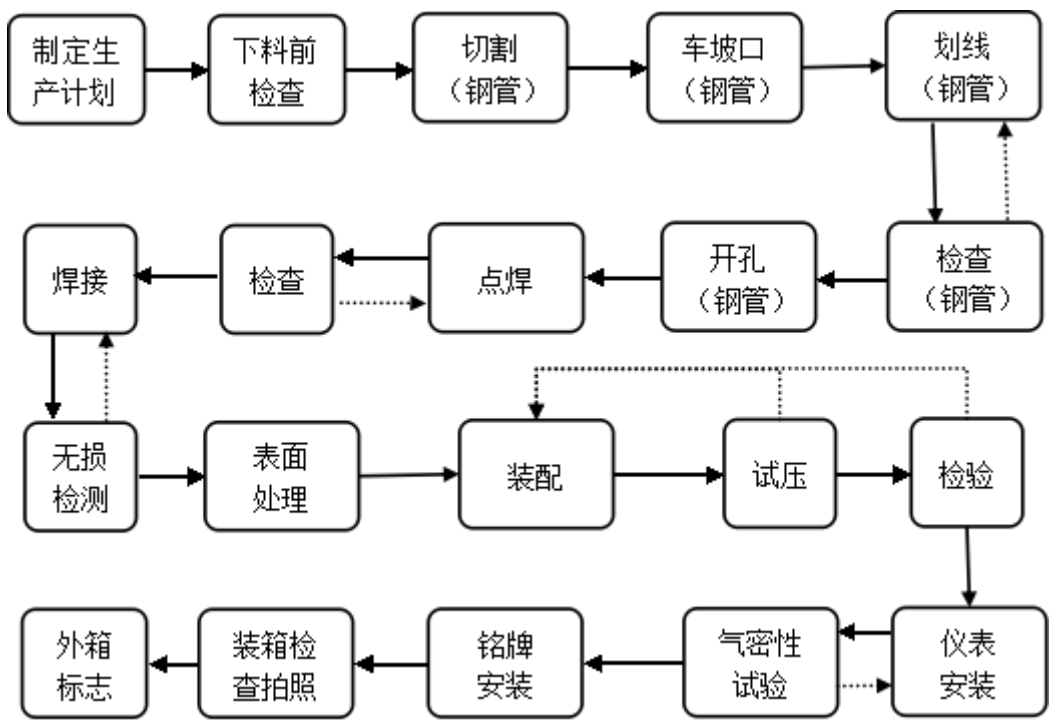 制定生
产计划
下料前
检查
切割
（钢管）
车坡口
（钢管）
划线
（钢管）
检查
（钢管）
开孔
（钢管）
点焊
检查
焊接
无损
检测
表面
处理
装配
试压
检验
仪表
安装
气密性
试验
铭牌
安装
装箱检
查拍照
外箱
标志